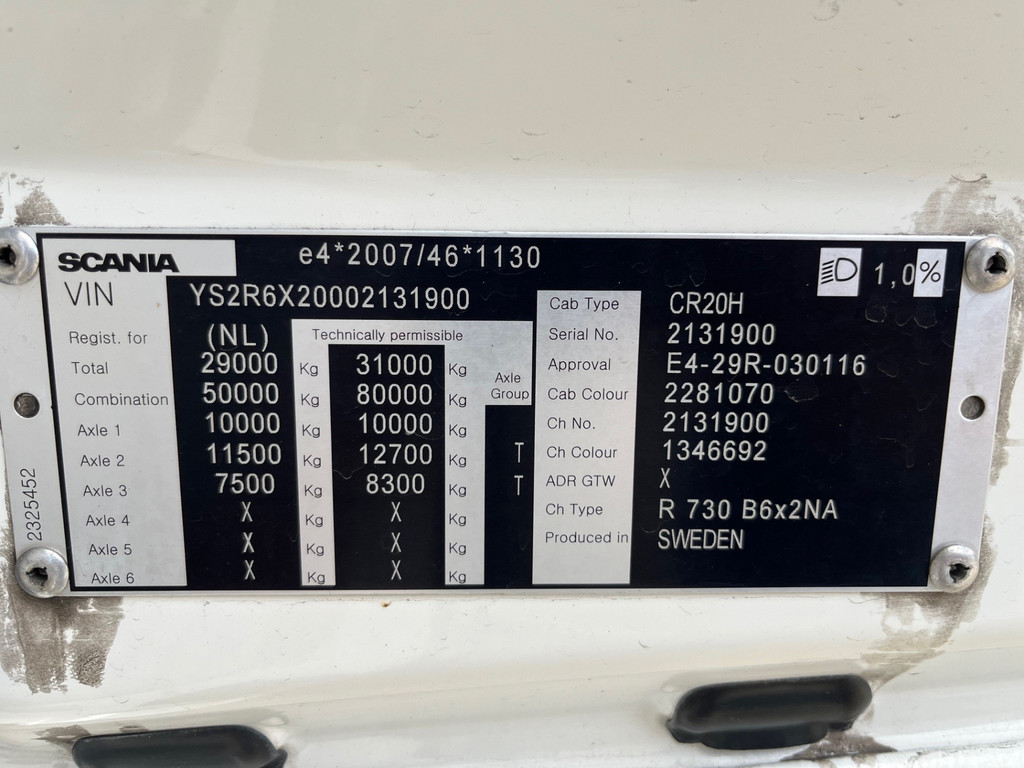 SCANIA e4*2007/46*1130 1,0%
VIN YS2R6X20002131900
Regist. for (NL) Technically permissible
Total 29000 Kg 31000 Kg Axle Group
Combination 50000 Kg 80000 Kg
Axle 1 10000 Kg 10000 Kg
Axle 2 11500 Kg 12700 Kg T
Axle 3 7500 Kg 8300 Kg T
Axle 4 X Kg X Kg
Axle 5 X Kg X Kg
Axle 6 X Kg X Kg
Cab Type CR20H
Serial No. 2131900
Approval E4-29R-030116
Cab Colour 2281070
Ch No. 2131900
Ch Colour 1346692
ADR GTW X
Ch Type R 730 B6x2NA
Produced in SWEDEN
2325452